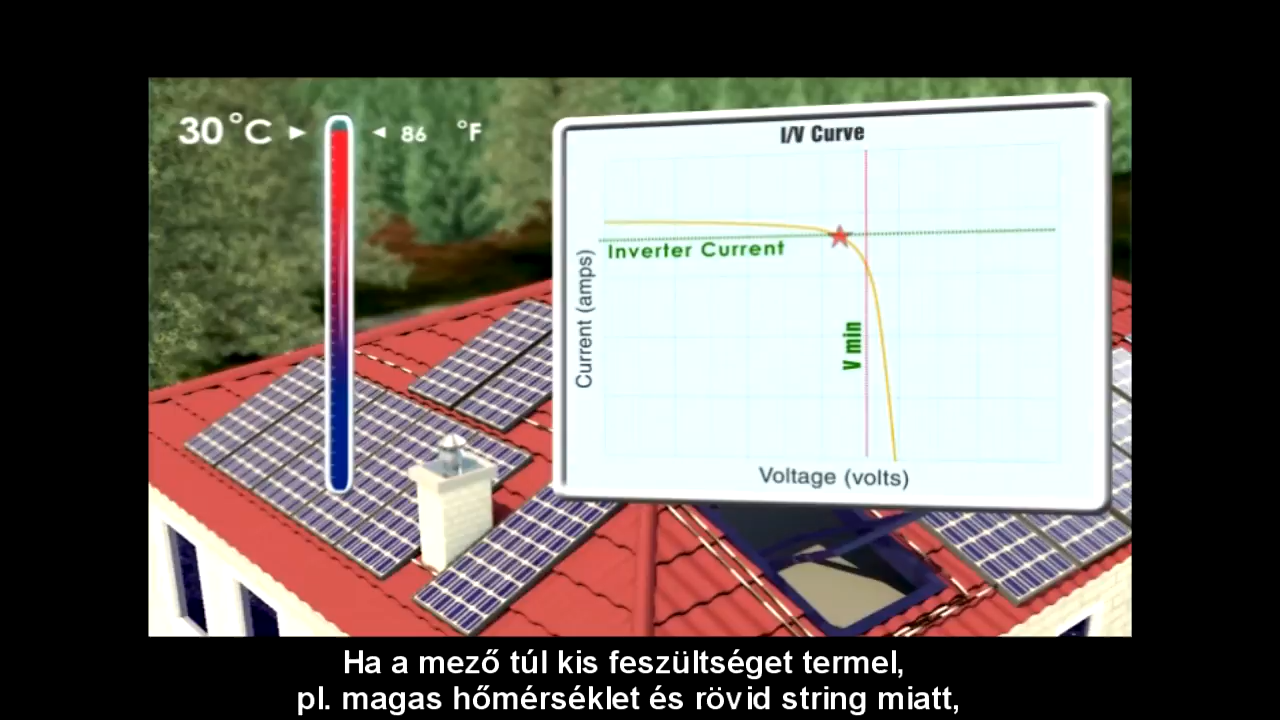 30°C ► ◄ 86 °F
I/V Curve
Inverter Current
Current (amps)
V min
Voltage (volts)
Ha a mező túl kis feszültséget termel,
pl. magas hőmérséklet és rövid string miatt,